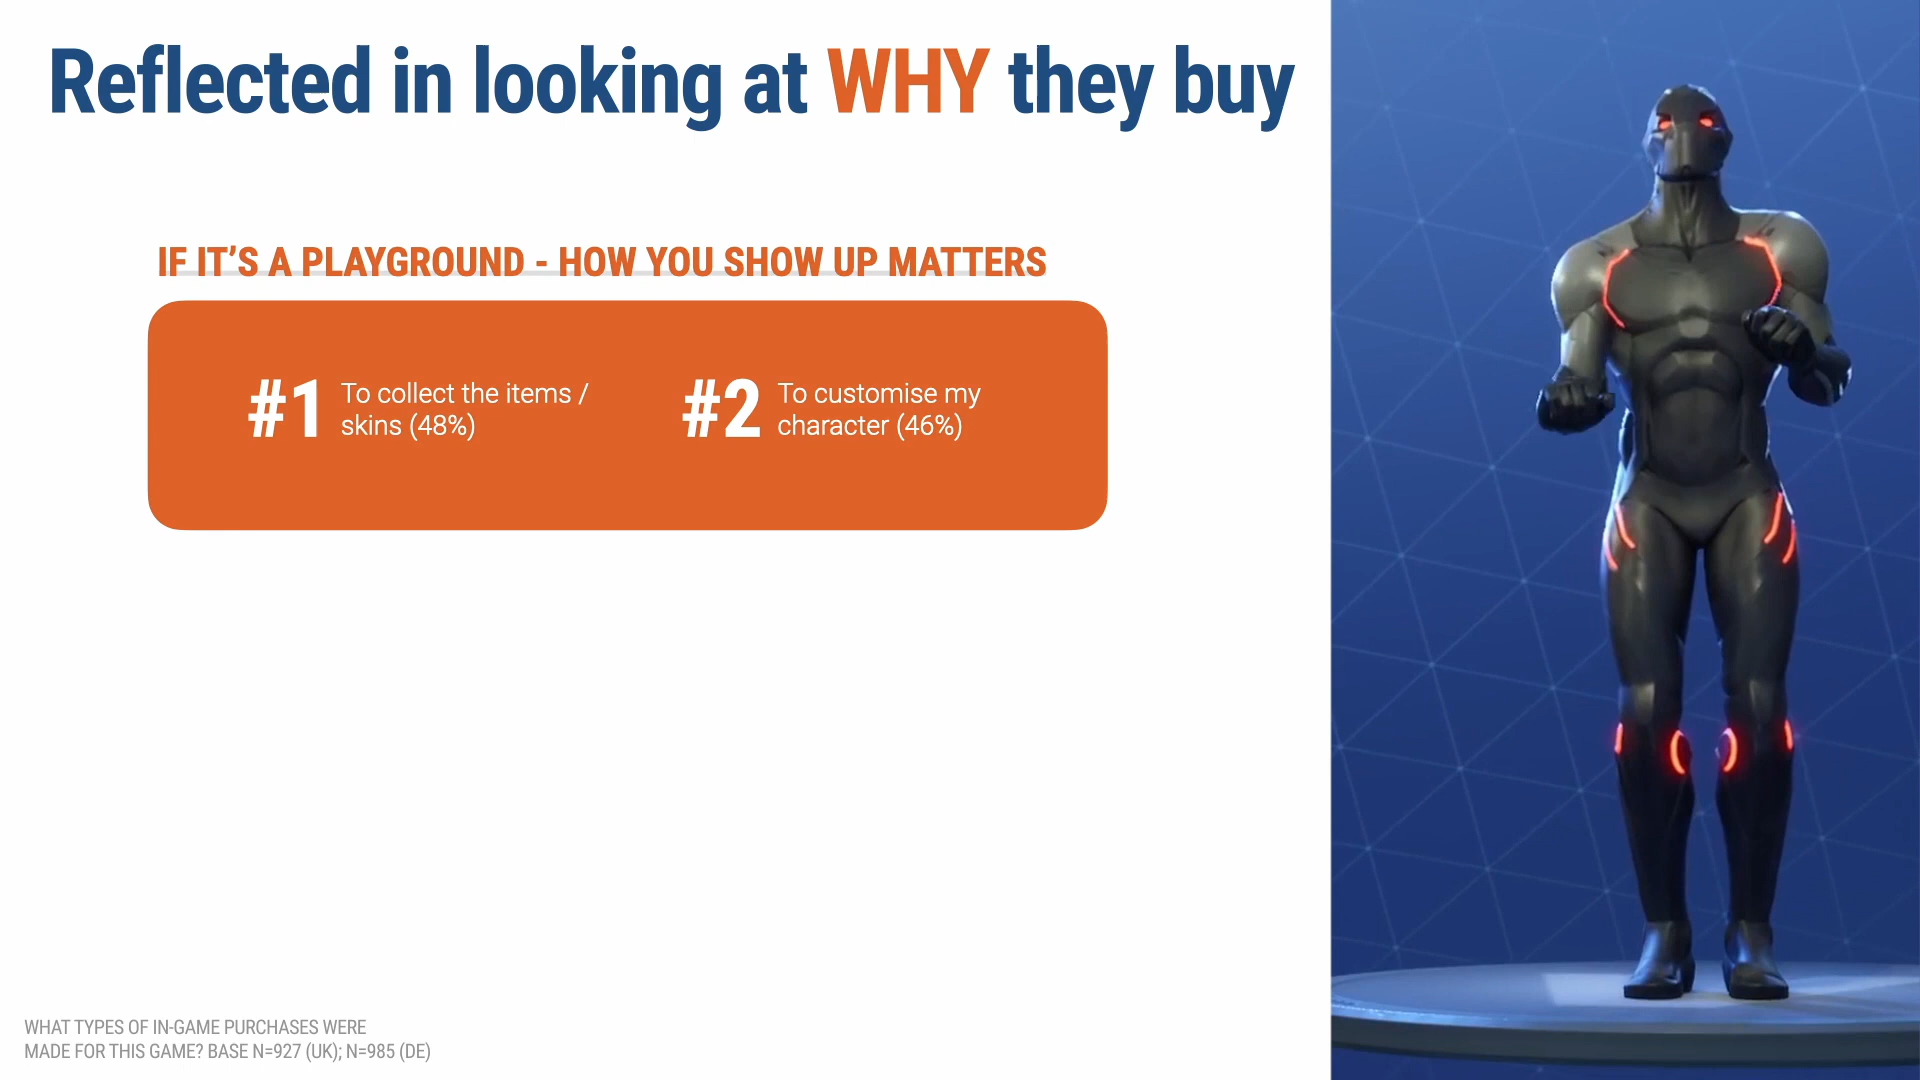 Reflected in looking at WHY they buy
IF IT’S A PLAYGROUND - HOW YOU SHOW UP MATTERS
#1 To collect the items /
skins (48%)
#2 To customise my
character (46%)
WHAT TYPES OF IN-GAME PURCHASES WERE
MADE FOR THIS GAME? BASE N=927 (UK); N=985 (DE)